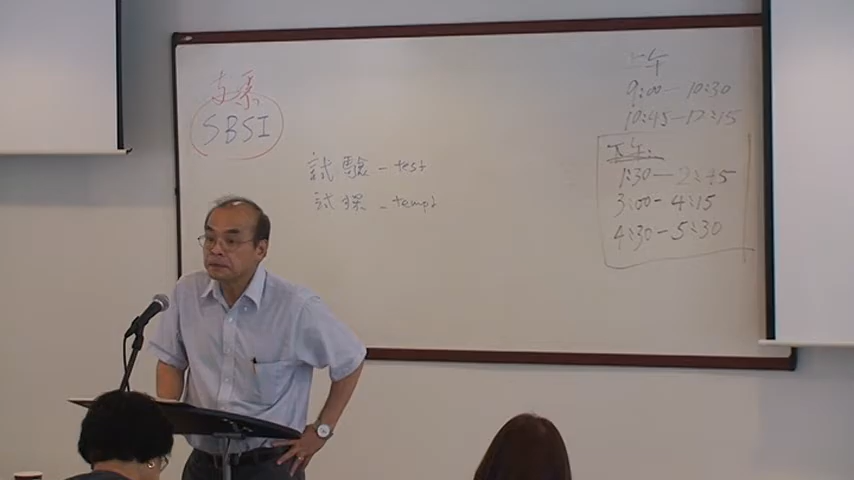 SBSI
試驗 - test
試探 - tempt
上午
9:00 - 10:30
10:45 - 12:15
下午
1:30 - 2:45
3:00 - 4:15
4:30 - 5:30